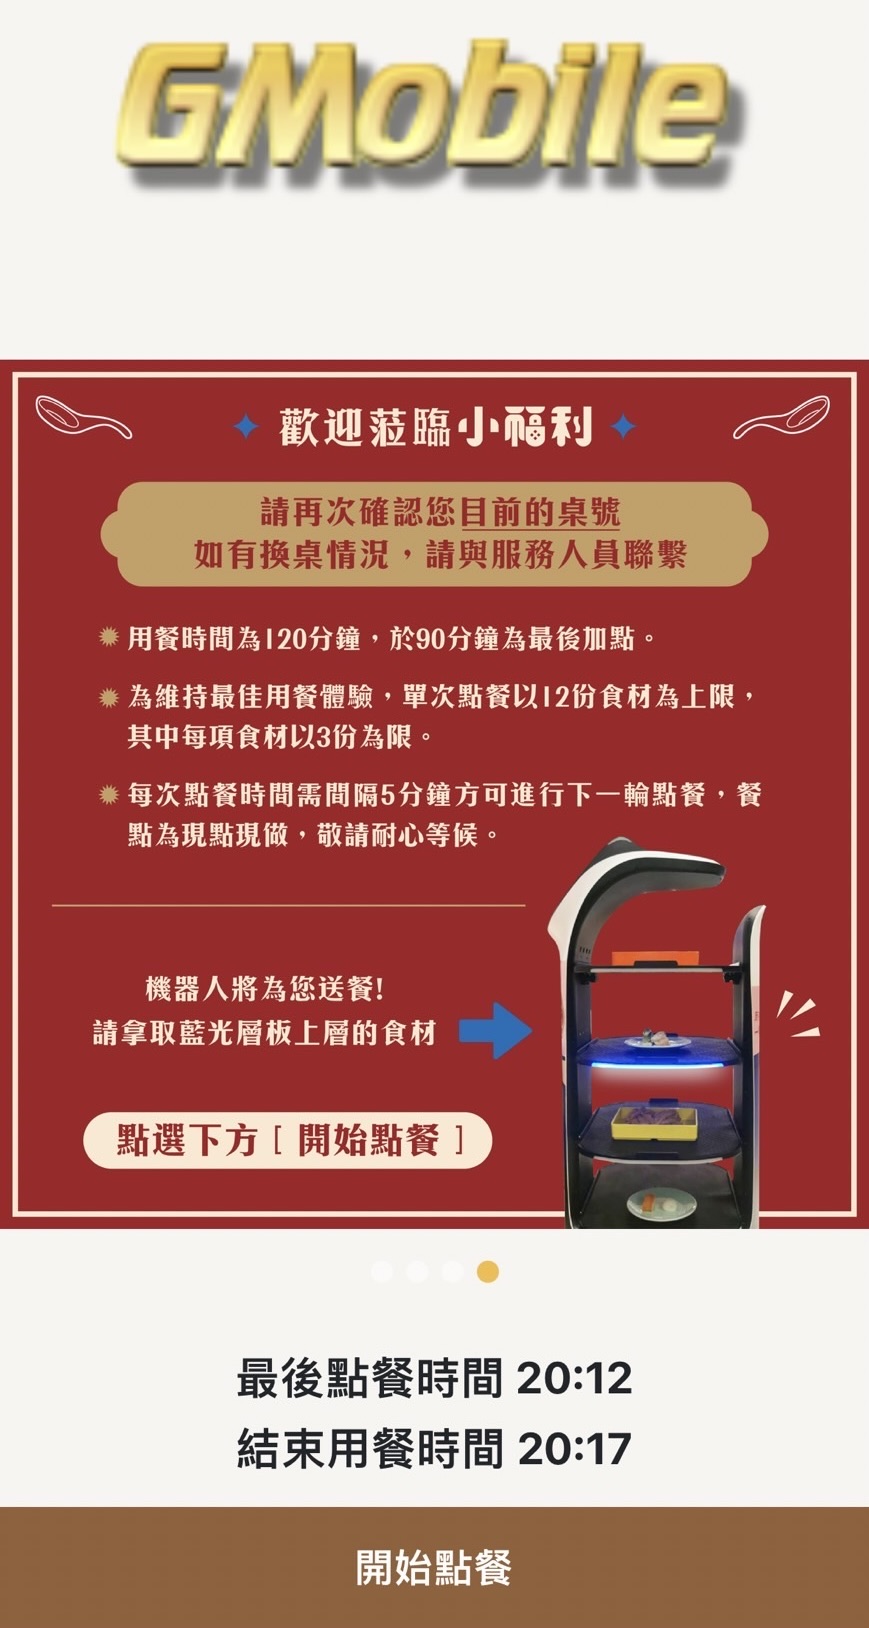 GMobile
歡迎蒞臨小福利
請再次確認您目前的桌號
如有換桌情況，請與服務人員聯繫
用餐時間為120分鐘，於90分鐘為最後加點。
為維持最佳用餐體驗，單次點餐以12份食材為上限，
其中每項食材以3份為限。
每次點餐時間需間隔5分鐘方可進行下一輪點餐，餐
點為現點現做，敬請耐心等候。
機器人將為您送餐!
請拿取藍光層板上層的食材
點選下方［開始點餐］
最後點餐時間 20:12
結束用餐時間 20:17
開始點餐